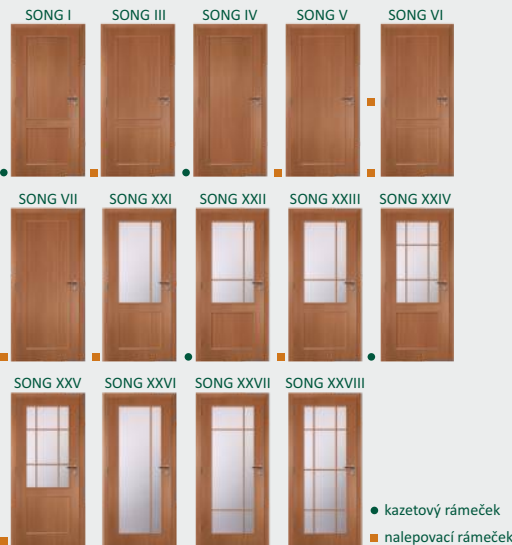 SONG I SONG III SONG IV SONG V SONG VI
SONG VII SONG XXI SONG XXII SONG XXIII SONG XXIV
SONG XXV SONG XXVI SONG XXVII SONG XXVIII
kazetový rámeček
nalepovací rámeček